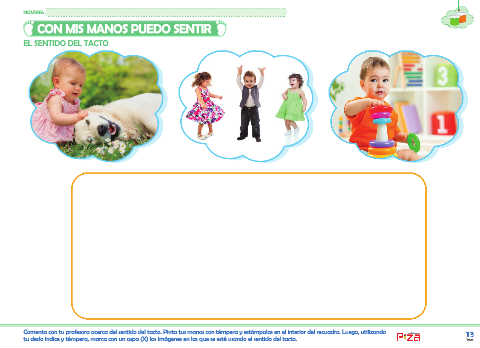 NOMBRE:
CON MIS MANOS PUEDO SENTIR
EL SENTIDO DEL TACTO
3
1
Comenta con tu profesora acerca del sentido del tacto. Pinta tus manos con témpera y estámpalas en el interior del recuadro. Luego, utilizando
tu dedo índice y témpera, marca con un aspa (X) las imágenes en las que se esté usando el sentido del tacto.
13